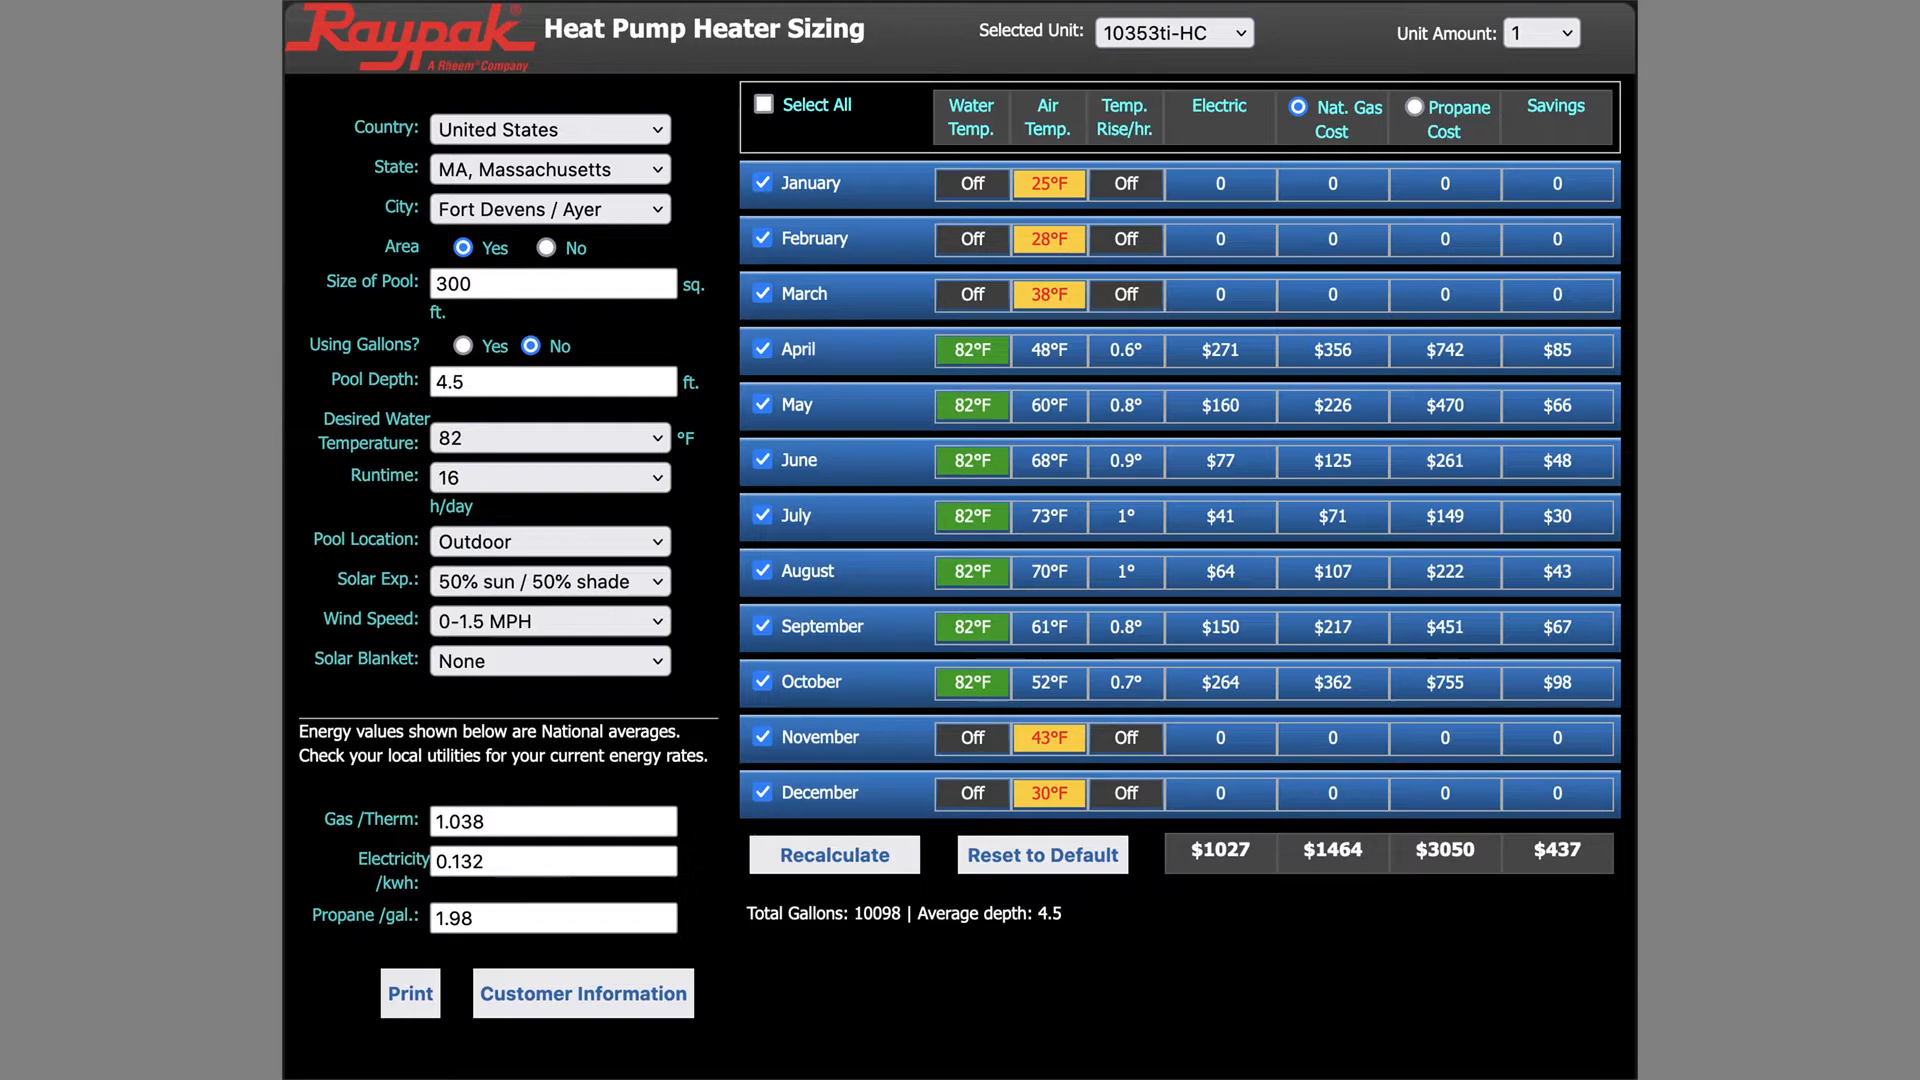 Raypak
A Rheem® Company
Heat Pump Heater Sizing
Selected Unit: 10353ti-HC
Unit Amount: 1
Country: United States
State: MA, Massachusetts
City: Fort Devens / Ayer
Area Yes No
Size of Pool: 300 sq.
ft.
Using Gallons? Yes No
Pool Depth: 4.5 ft.
Desired Water
Temperature: 82 °F
Runtime: 16
h/day
Pool Location: Outdoor
Solar Exp.: 50% sun / 50% shade
Wind Speed: 0-1.5 MPH
Solar Blanket: None
Energy values shown below are National averages.
Check your local utilities for your current energy rates.
Gas /Therm: 1.038
Electricity 0.132
/kwh:
Propane /gal.: 1.98
Print Customer Information
Select All Water Air Temp. Electric Nat. Gas Propane Savings
Temp. Temp. Rise/hr. Cost Cost
January Off 25°F Off 0 0 0 0
February Off 28°F Off 0 0 0 0
March Off 38°F Off 0 0 0 0
April 82°F 48°F 0.6° $271 $356 $742 $85
May 82°F 60°F 0.8° $160 $226 $470 $66
June 82°F 68°F 0.9° $77 $125 $261 $48
July 82°F 73°F 1° $41 $71 $149 $30
August 82°F 70°F 1° $64 $107 $222 $43
September 82°F 61°F 0.8° $150 $217 $451 $67
October 82°F 52°F 0.7° $264 $362 $755 $98
November Off 43°F Off 0 0 0 0
December Off 30°F Off 0 0 0 0
Recalculate Reset to Default $1027 $1464 $3050 $437
Total Gallons: 10098 | Average depth: 4.5